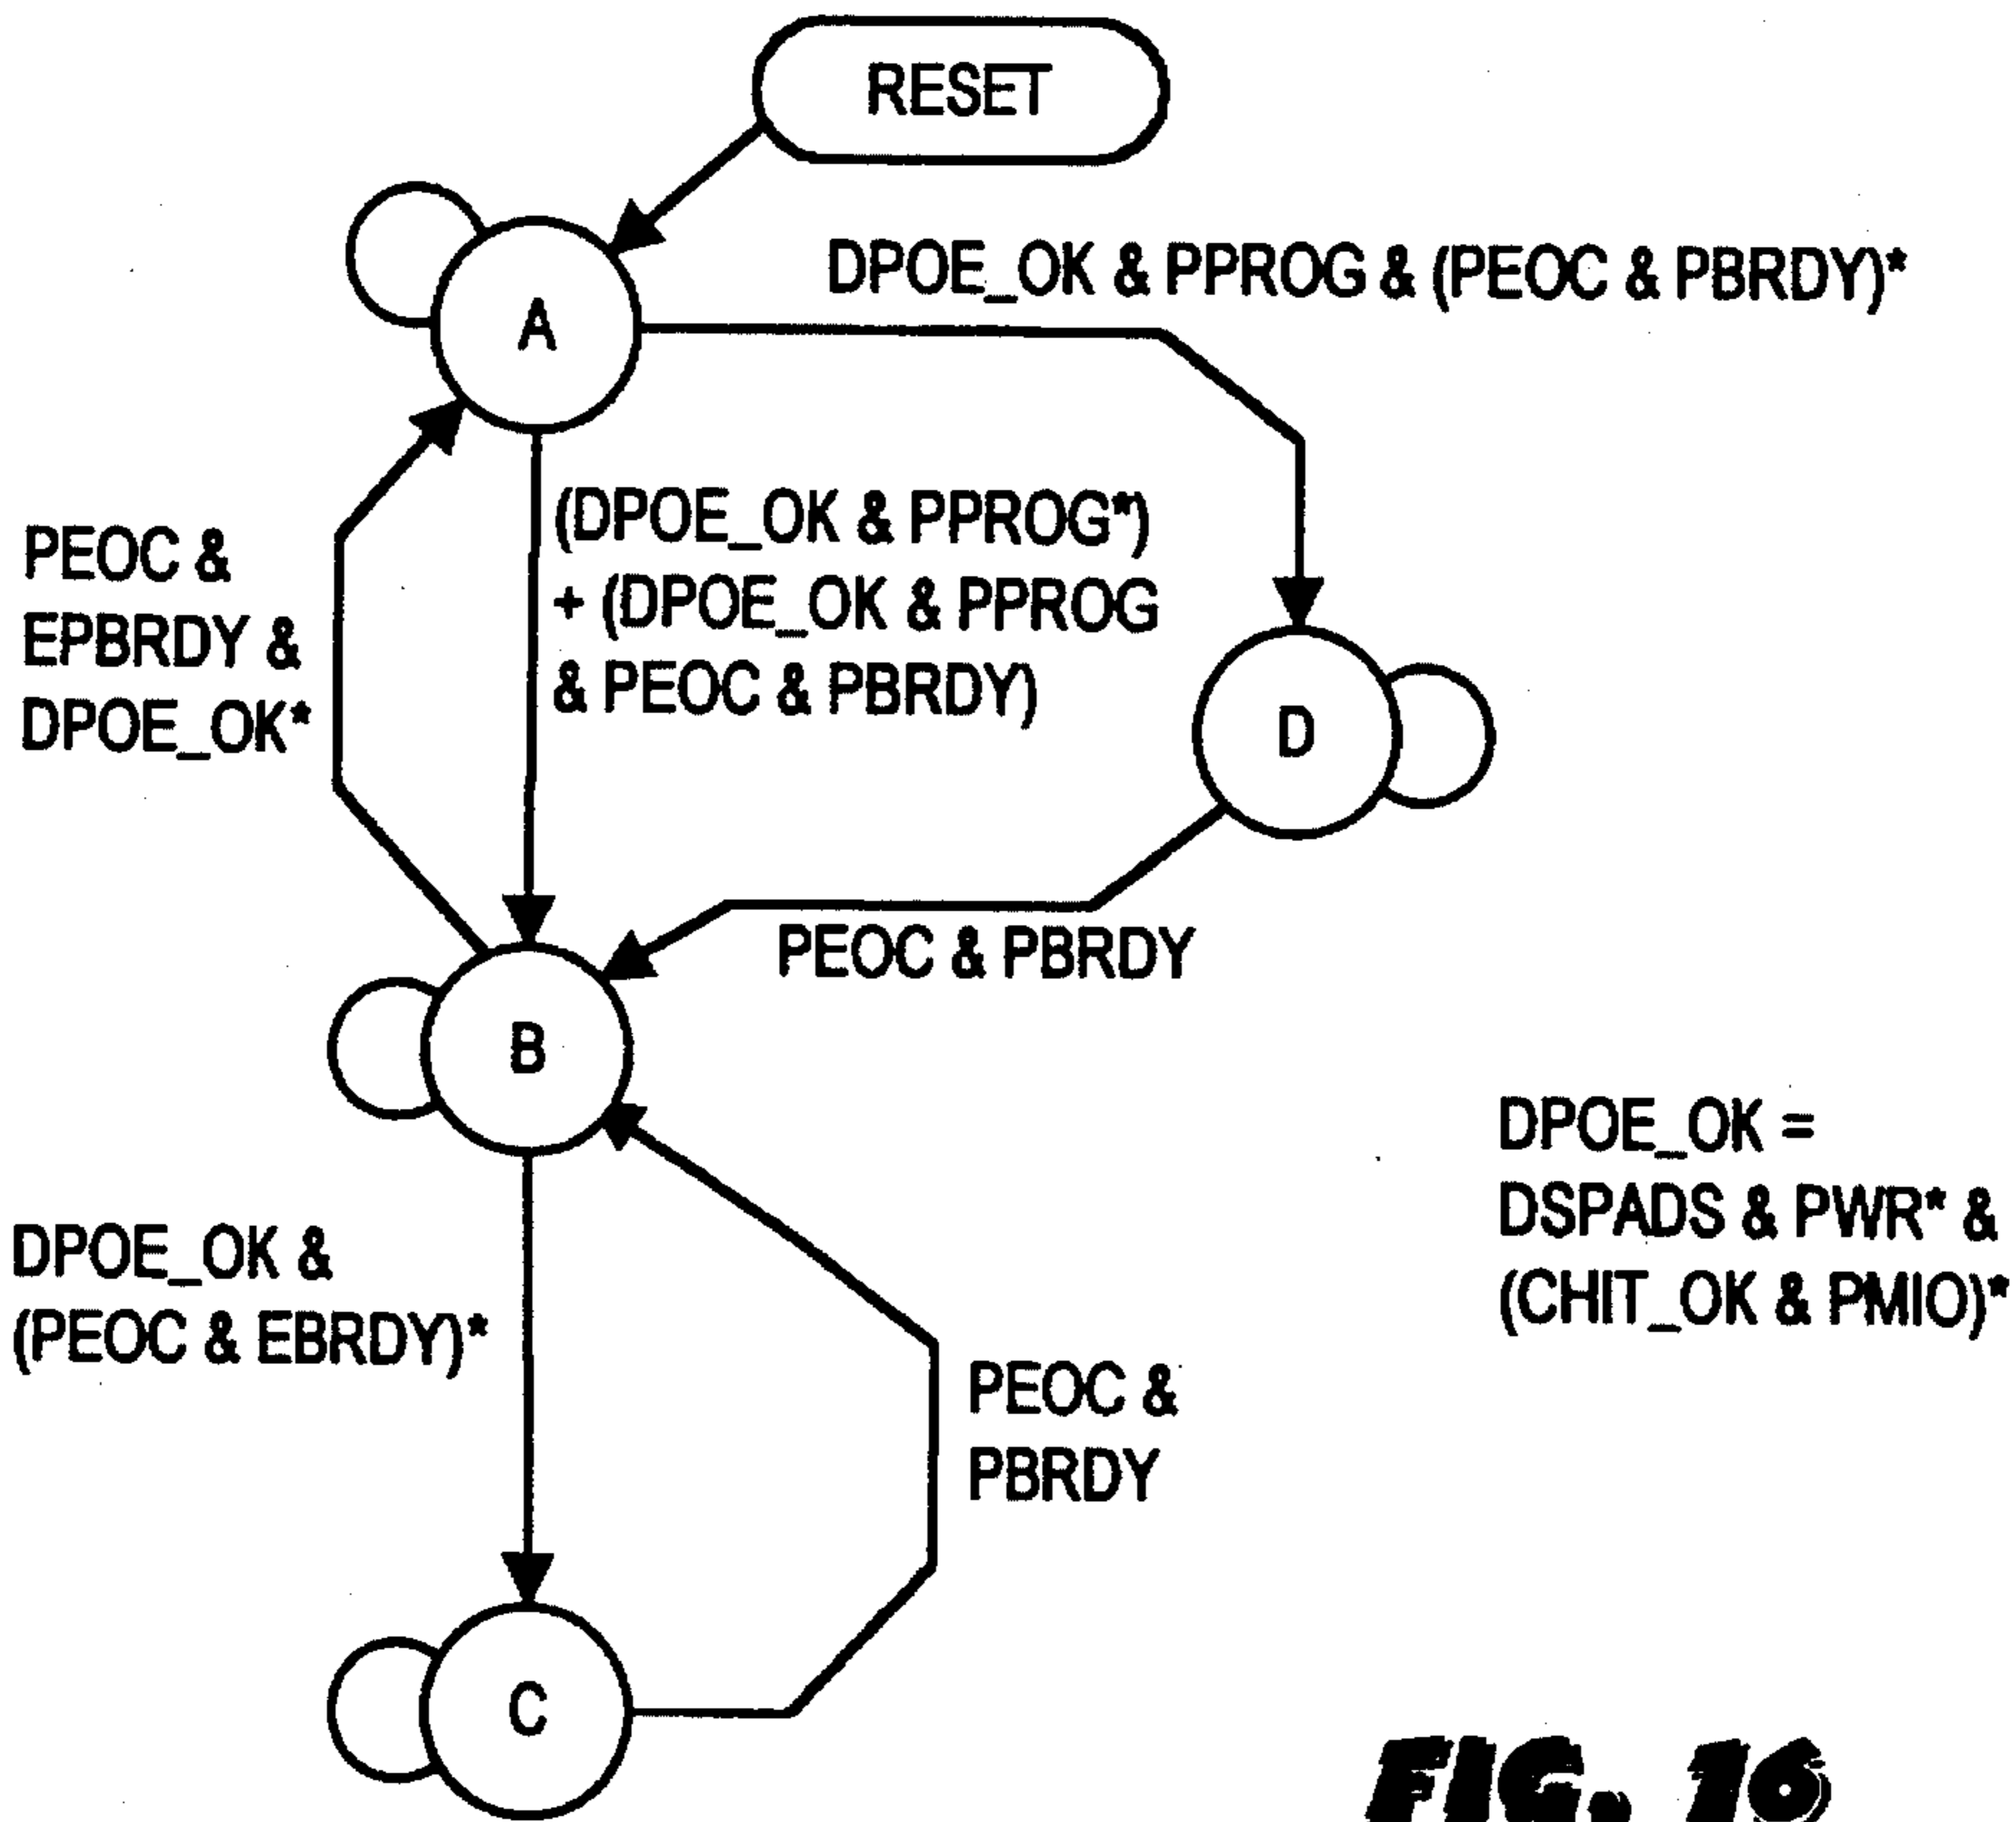 RESET
A
DPOE_OK & PPROG & (PEOC & PBRDY)*
(DPOE_OK & PPROG*)
+ (DPOE_OK & PPROG
& PEOC & PBRDY)
PEOC &
EPBRDY &
DPOE_OK*
D
PEOC & PBRDY
B
DPOE_OK =
DSPADS & PWR* &
(CHIT_OK & PMIO)*
DPOE_OK &
(PEOC & EBRDY)*
PEOC &
PBRDY
C
FIG. 16